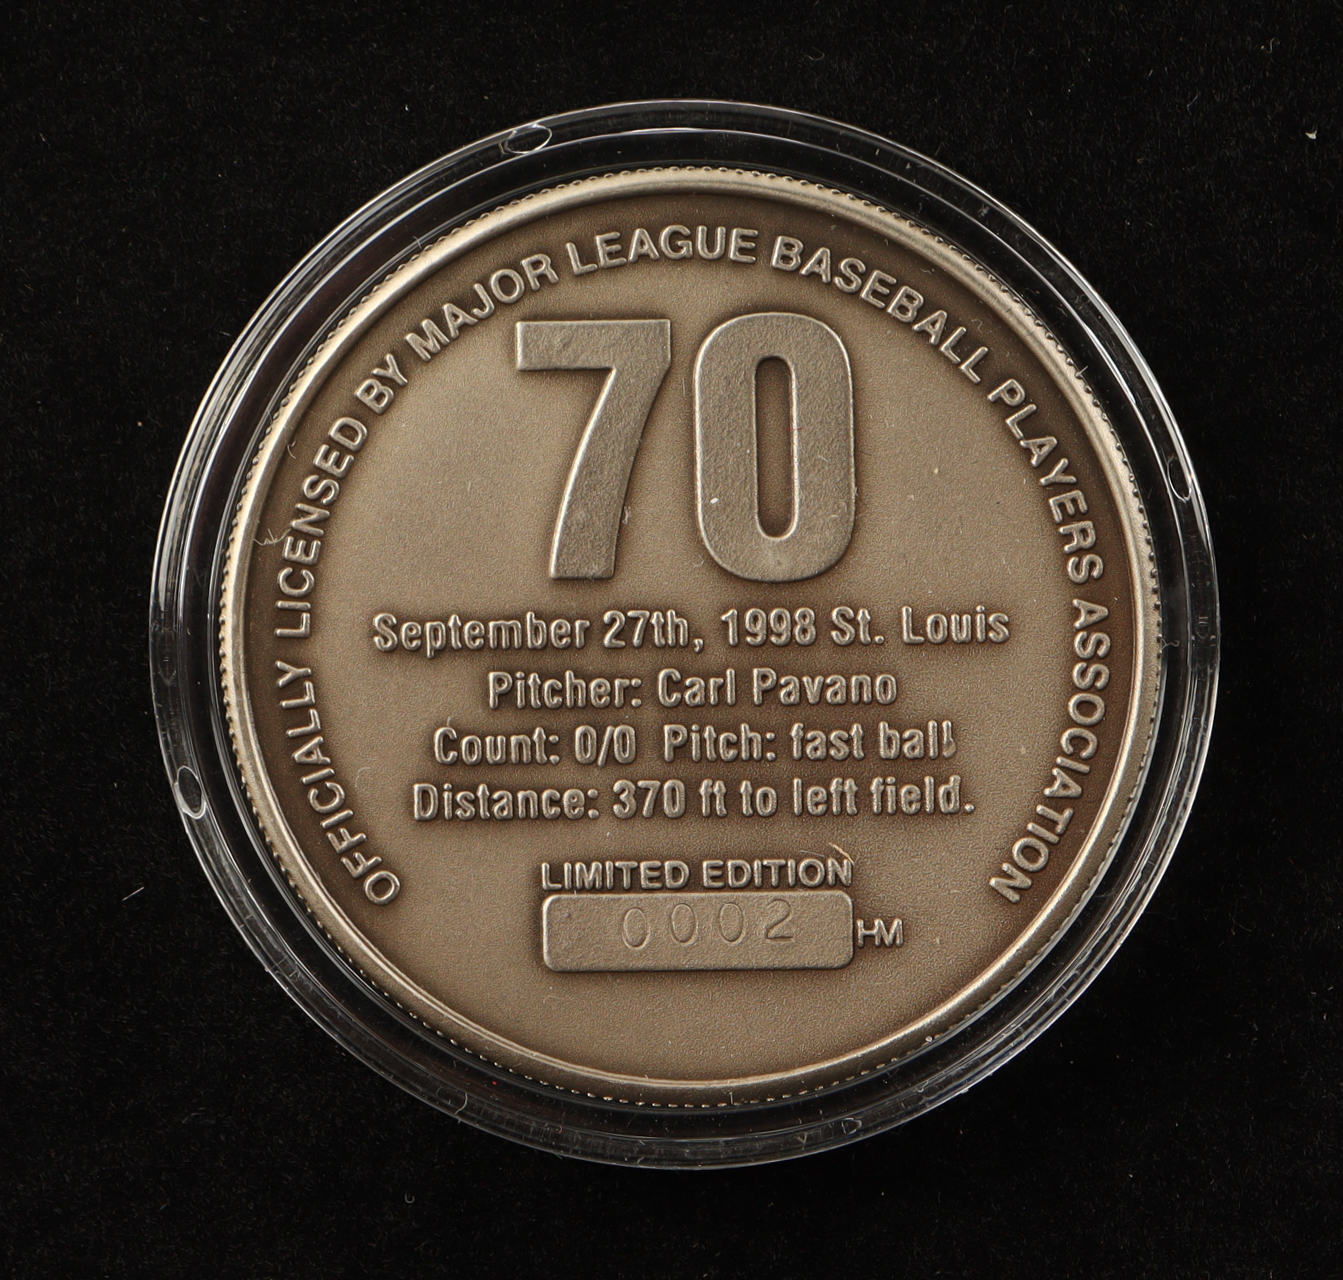 OFFICIALLY LICENSED BY MAJOR LEAGUE BASEBALL PLAYERS ASSOCIATION
70
September 27th, 1998 St. Louis
Pitcher: Carl Pavano
Count: 0/0 Pitch: fast ball
Distance: 370 ft to left field.
LIMITED EDITION
0002 HM